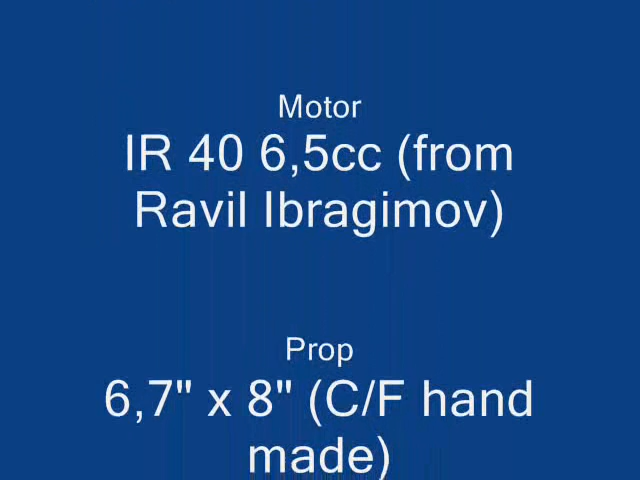 Motor
IR 40 6,5cc (from
Ravil Ibragimov)
Prop
6,7" x 8" (C/F hand
made)